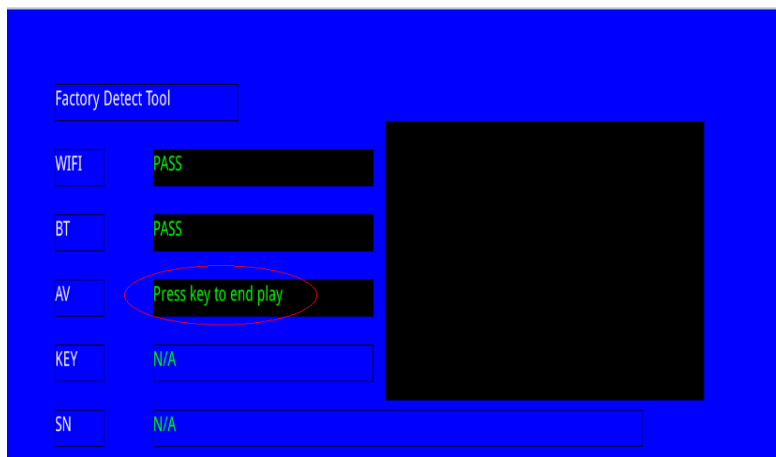 Factory Detect Tool
WIFI PASS
BT PASS
AV Press key to end play
KEY N/A
SN N/A